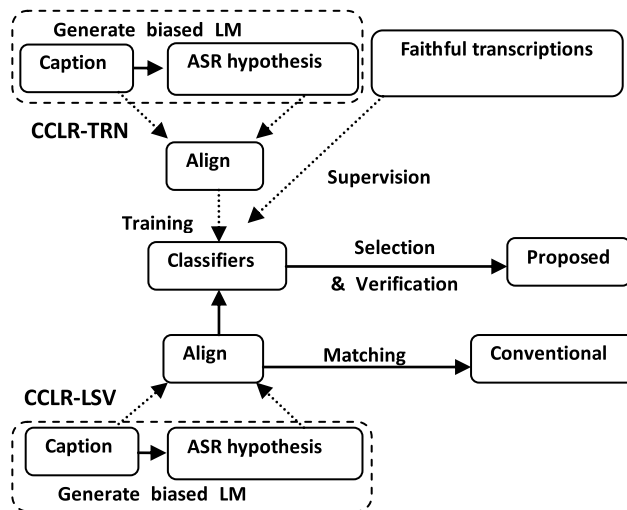 Generate biased LM
Caption
ASR hypothesis
Faithful transcriptions
CCLR-TRN
Align
Supervision
Training
Classifiers
Selection
& Verification
Proposed
Align
Matching
Conventional
CCLR-LSV
Caption
ASR hypothesis
Generate biased LM